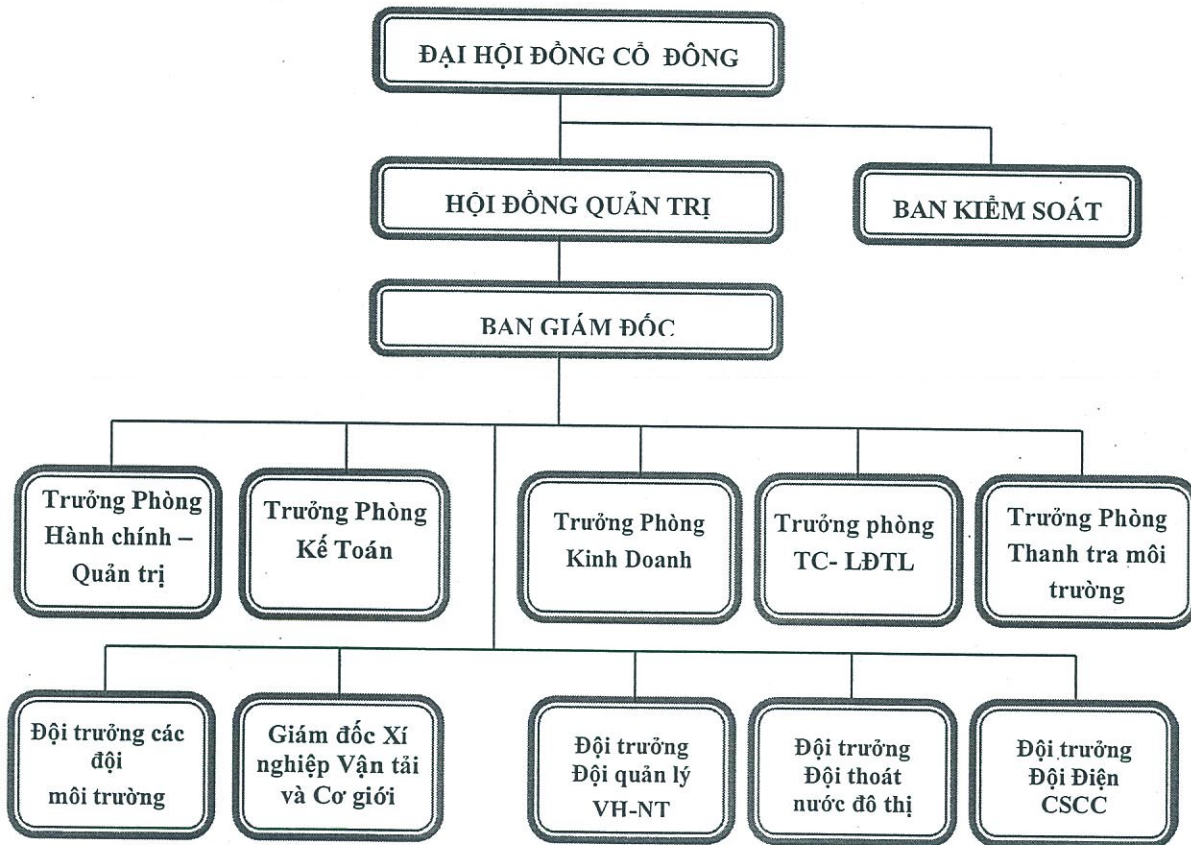 ĐẠI HỘI ĐỒNG CỔ ĐÔNG
HỘI ĐỒNG QUẢN TRỊ
BAN KIỂM SOÁT
BAN GIÁM ĐỐC
Trưởng Phòng
Hành chính –
Quản trị
Trưởng Phòng
Kế Toán
Trưởng Phòng
Kinh Doanh
Trưởng phòng
TC- LĐTL
Trưởng Phòng
Thanh tra môi
trường
Đội trưởng các
đội
môi trường
Giám đốc Xí
nghiệp Vận tải
và Cơ giới
Đội trưởng
Đội quản lý
VH-NT
Đội trưởng
Đội thoát
nước đô thị
Đội trưởng
Đội Điện
CSCC